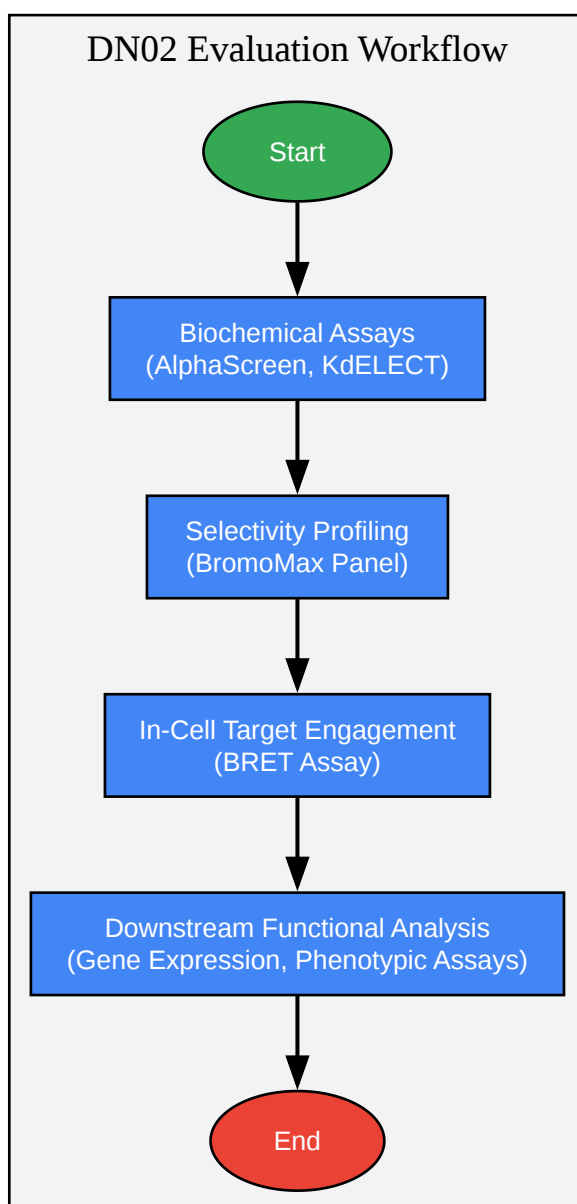 DN02 Evaluation Workflow
Start
Biochemical Assays
(AlphaScreen, KdELECT)
Selectivity Profiling
(BromoMax Panel)
In-Cell Target Engagement
(BRET Assay)
Downstream Functional Analysis
(Gene Expression, Phenotypic Assays)
End